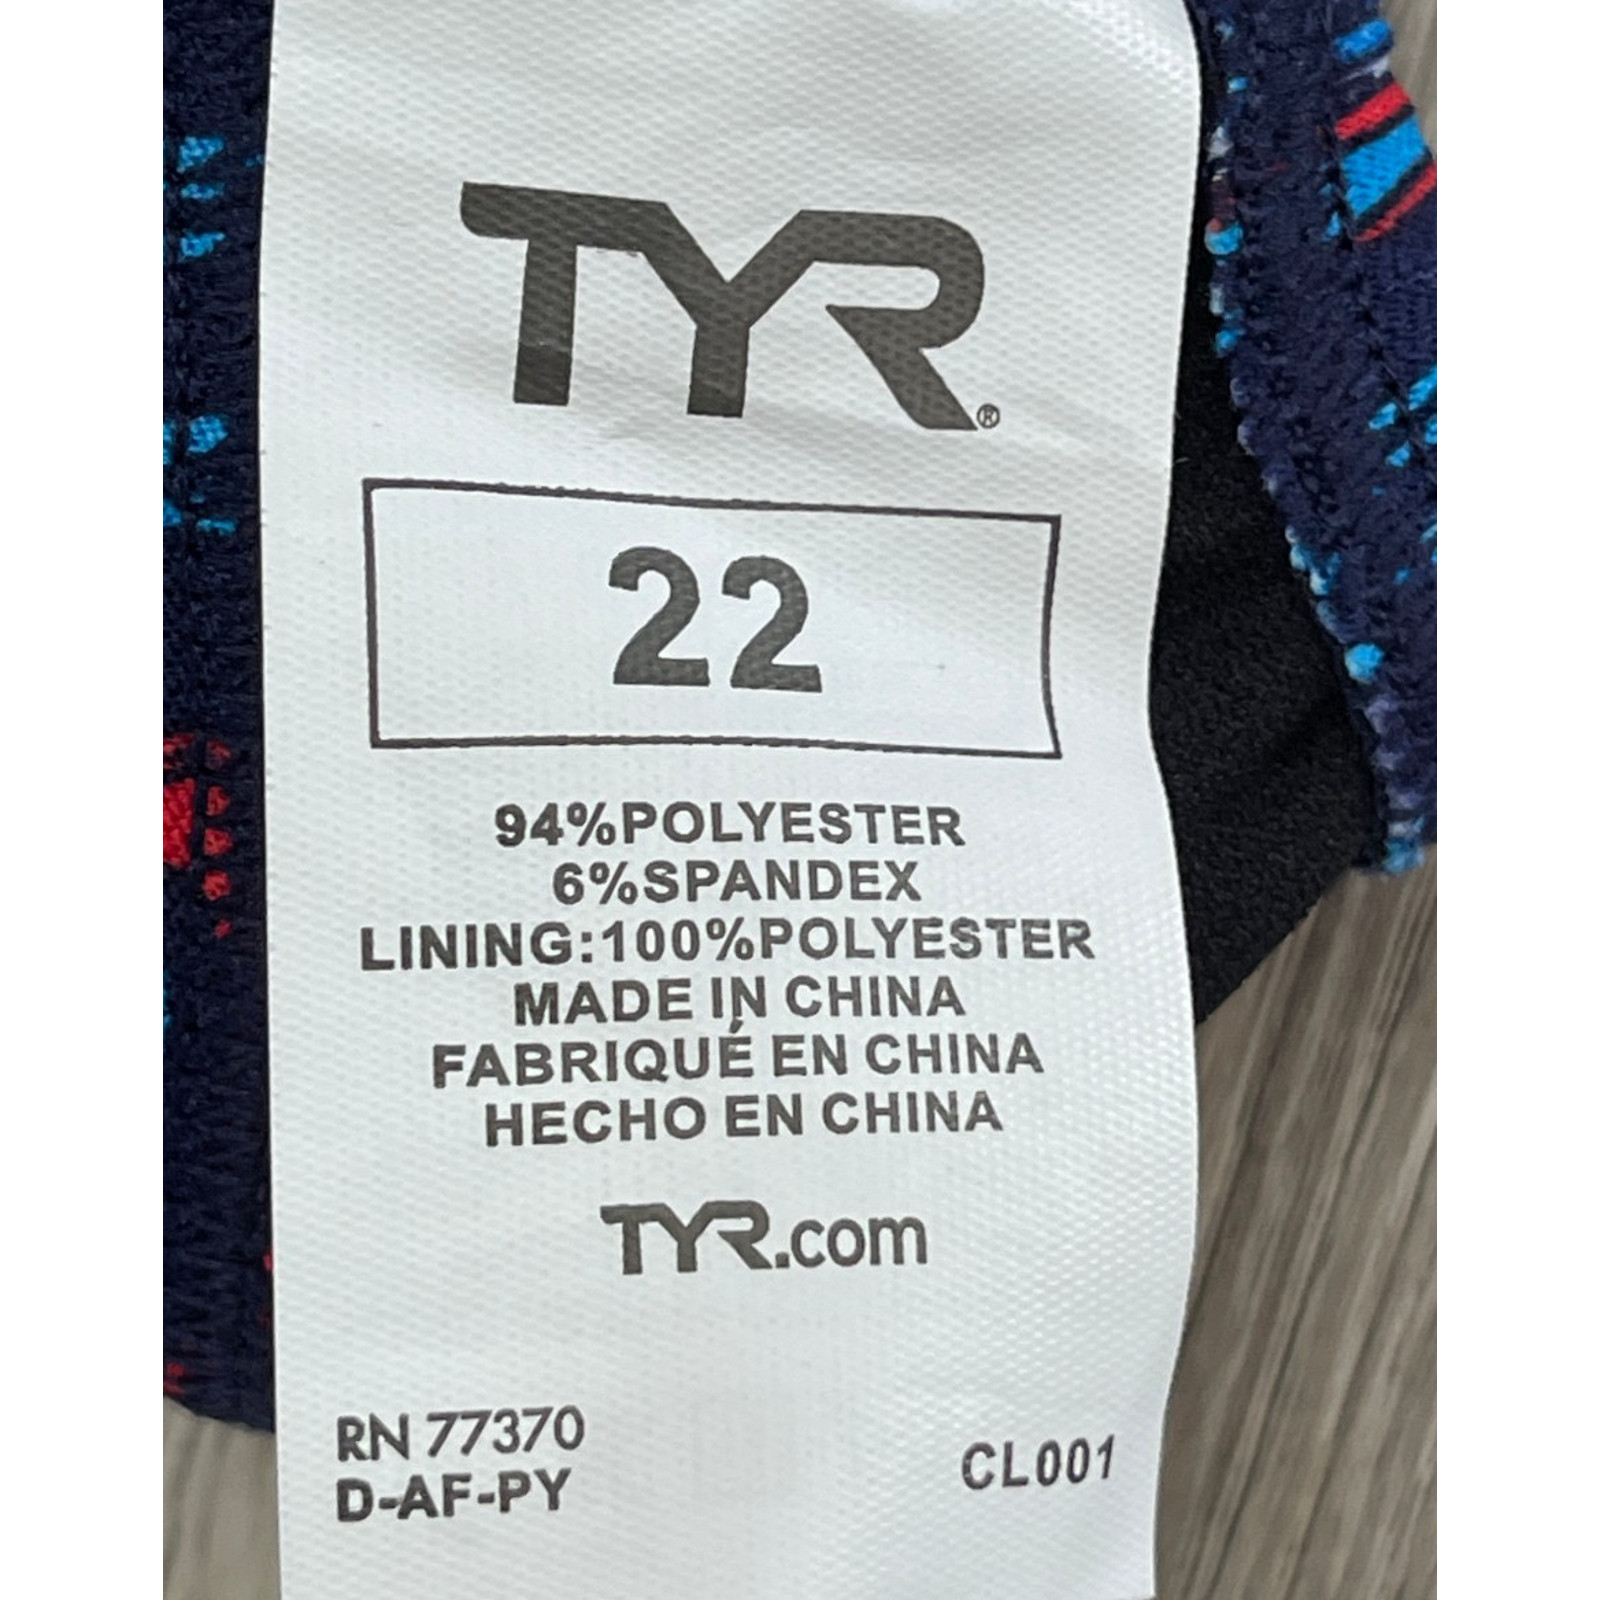 TYR®
22
94%POLYESTER
6%SPANDEX
LINING:100%POLYESTER
MADE IN CHINA
FABRIQUÉ EN CHINA
HECHO EN CHINA
TYR.com
RN 77370
D-AF-PY
CL001